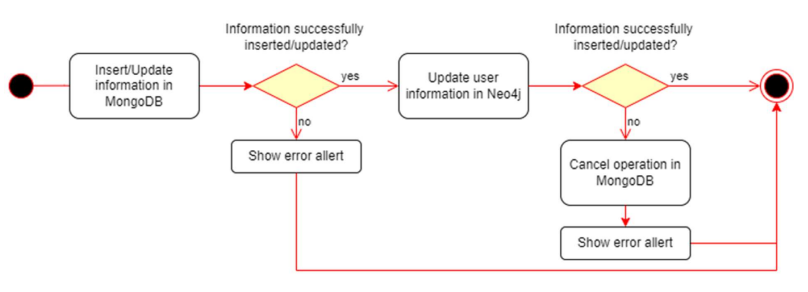 Information successfully
inserted/updated?
Information successfully
inserted/updated?
Insert/Update
information in
MongoDB
yes
Update user
information in Neo4j
yes
no
no
Show error allert
Cancel operation in
MongoDB
Show error allert